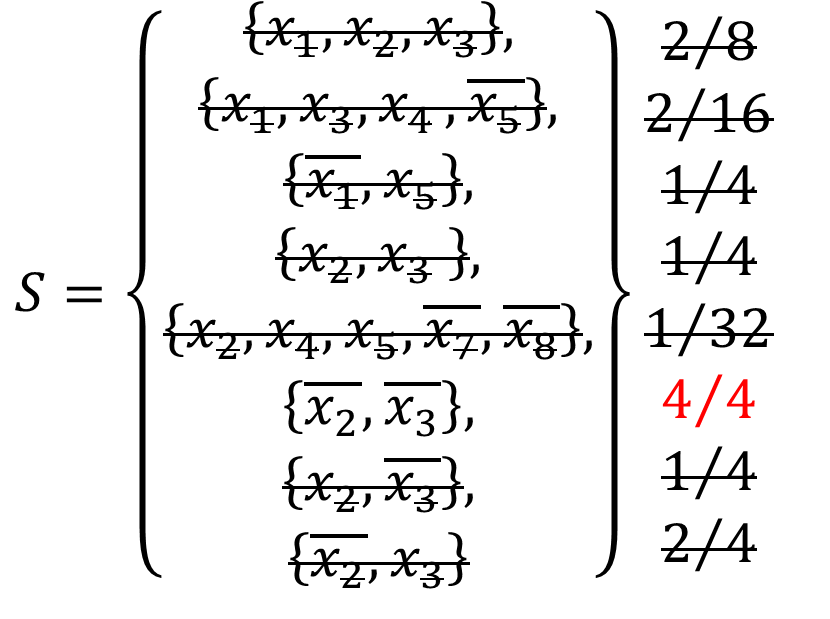 {x₁, x₂, x₃}, 2/8
{x₁, x₃, x₄ , x̅₅}, 2/16
{x̅₁, x₅}, 1/4
{x₂, x₃ }, 1/4
S =
{x₂, x₄, x₅, x̅₇, x̅₈}, 1/32
{x̅₂, x̅₃}, 4/4
{x₂, x̅₃}, 1/4
{x̅₂, x₃} 2/4